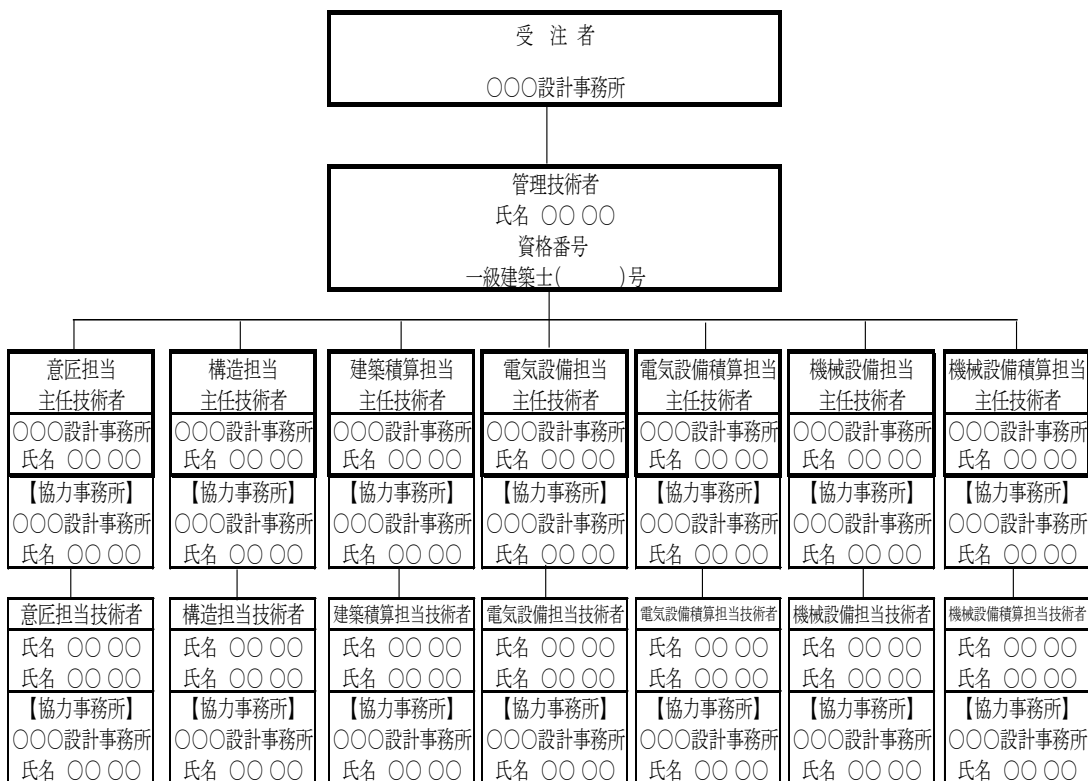 受 注 者
○○○設計事務所
管理技術者
氏名 ○○ ○○
資格番号
一級建築士(　　　)号
意匠担当
主任技術者
○○○設計事務所
氏名 ○○ ○○
【協力事務所】
○○○設計事務所
氏名 ○○ ○○
構造担当
主任技術者
○○○設計事務所
氏名 ○○ ○○
【協力事務所】
○○○設計事務所
氏名 ○○ ○○
建築積算担当
主任技術者
○○○設計事務所
氏名 ○○ ○○
【協力事務所】
○○○設計事務所
氏名 ○○ ○○
電気設備担当
主任技術者
○○○設計事務所
氏名 ○○ ○○
【協力事務所】
○○○設計事務所
氏名 ○○ ○○
電気設備積算担当
主任技術者
○○○設計事務所
氏名 ○○ ○○
【協力事務所】
○○○設計事務所
氏名 ○○ ○○
機械設備担当
主任技術者
○○○設計事務所
氏名 ○○ ○○
【協力事務所】
○○○設計事務所
氏名 ○○ ○○
機械設備積算担当
主任技術者
○○○設計事務所
氏名 ○○ ○○
【協力事務所】
○○○設計事務所
氏名 ○○ ○○
意匠担当技術者
氏名 ○○ ○○
氏名 ○○ ○○
【協力事務所】
○○○設計事務所
氏名 ○○ ○○
構造担当技術者
氏名 ○○ ○○
氏名 ○○ ○○
【協力事務所】
○○○設計事務所
氏名 ○○ ○○
建築積算担当技術者
氏名 ○○ ○○
氏名 ○○ ○○
【協力事務所】
○○○設計事務所
氏名 ○○ ○○
電気設備担当技術者
氏名 ○○ ○○
氏名 ○○ ○○
【協力事務所】
○○○設計事務所
氏名 ○○ ○○
電気設備積算担当技術者
氏名 ○○ ○○
氏名 ○○ ○○
【協力事務所】
○○○設計事務所
氏名 ○○ ○○
機械設備担当技術者
氏名 ○○ ○○
氏名 ○○ ○○
【協力事務所】
○○○設計事務所
氏名 ○○ ○○
機械設備積算担当技術者
氏名 ○○ ○○
氏名 ○○ ○○
【協力事務所】
○○○設計事務所
氏名 ○○ ○○